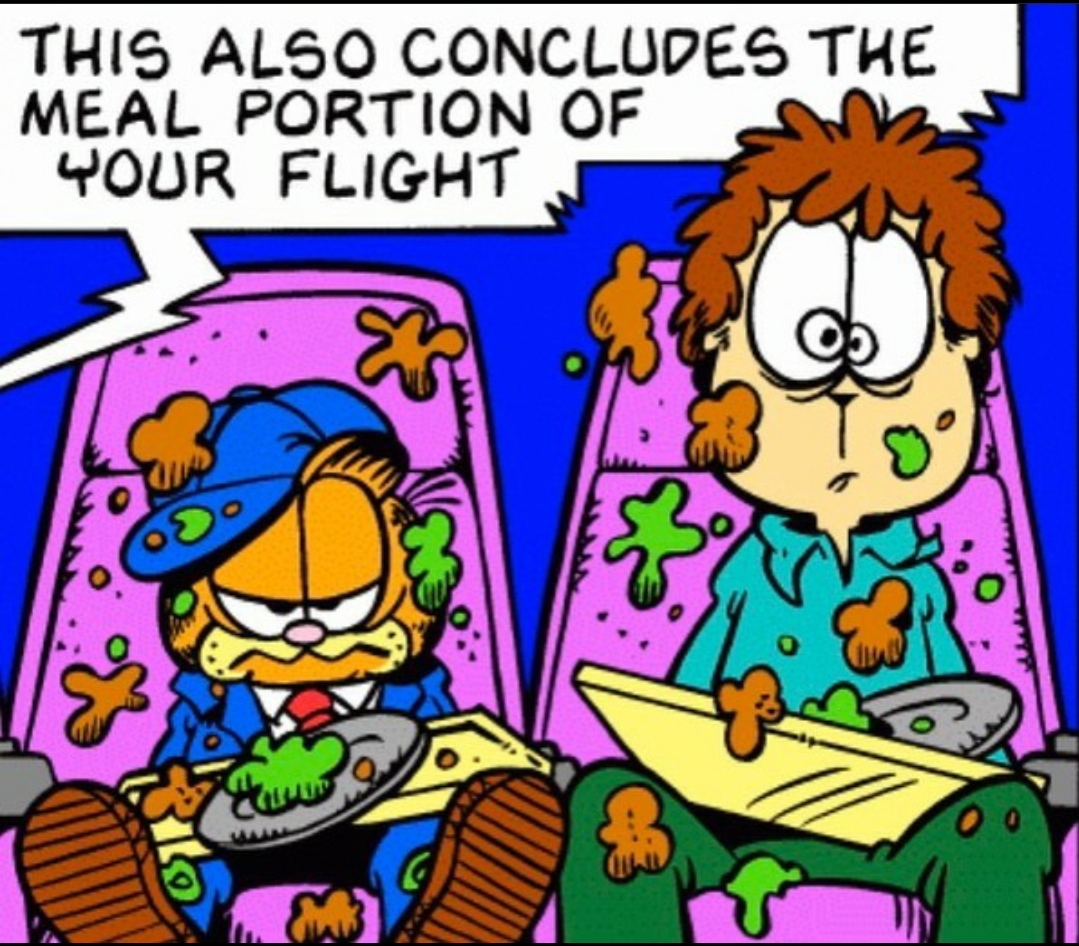 THIS ALSO CONCLUDES THE
MEAL PORTION OF
YOUR FLIGHT